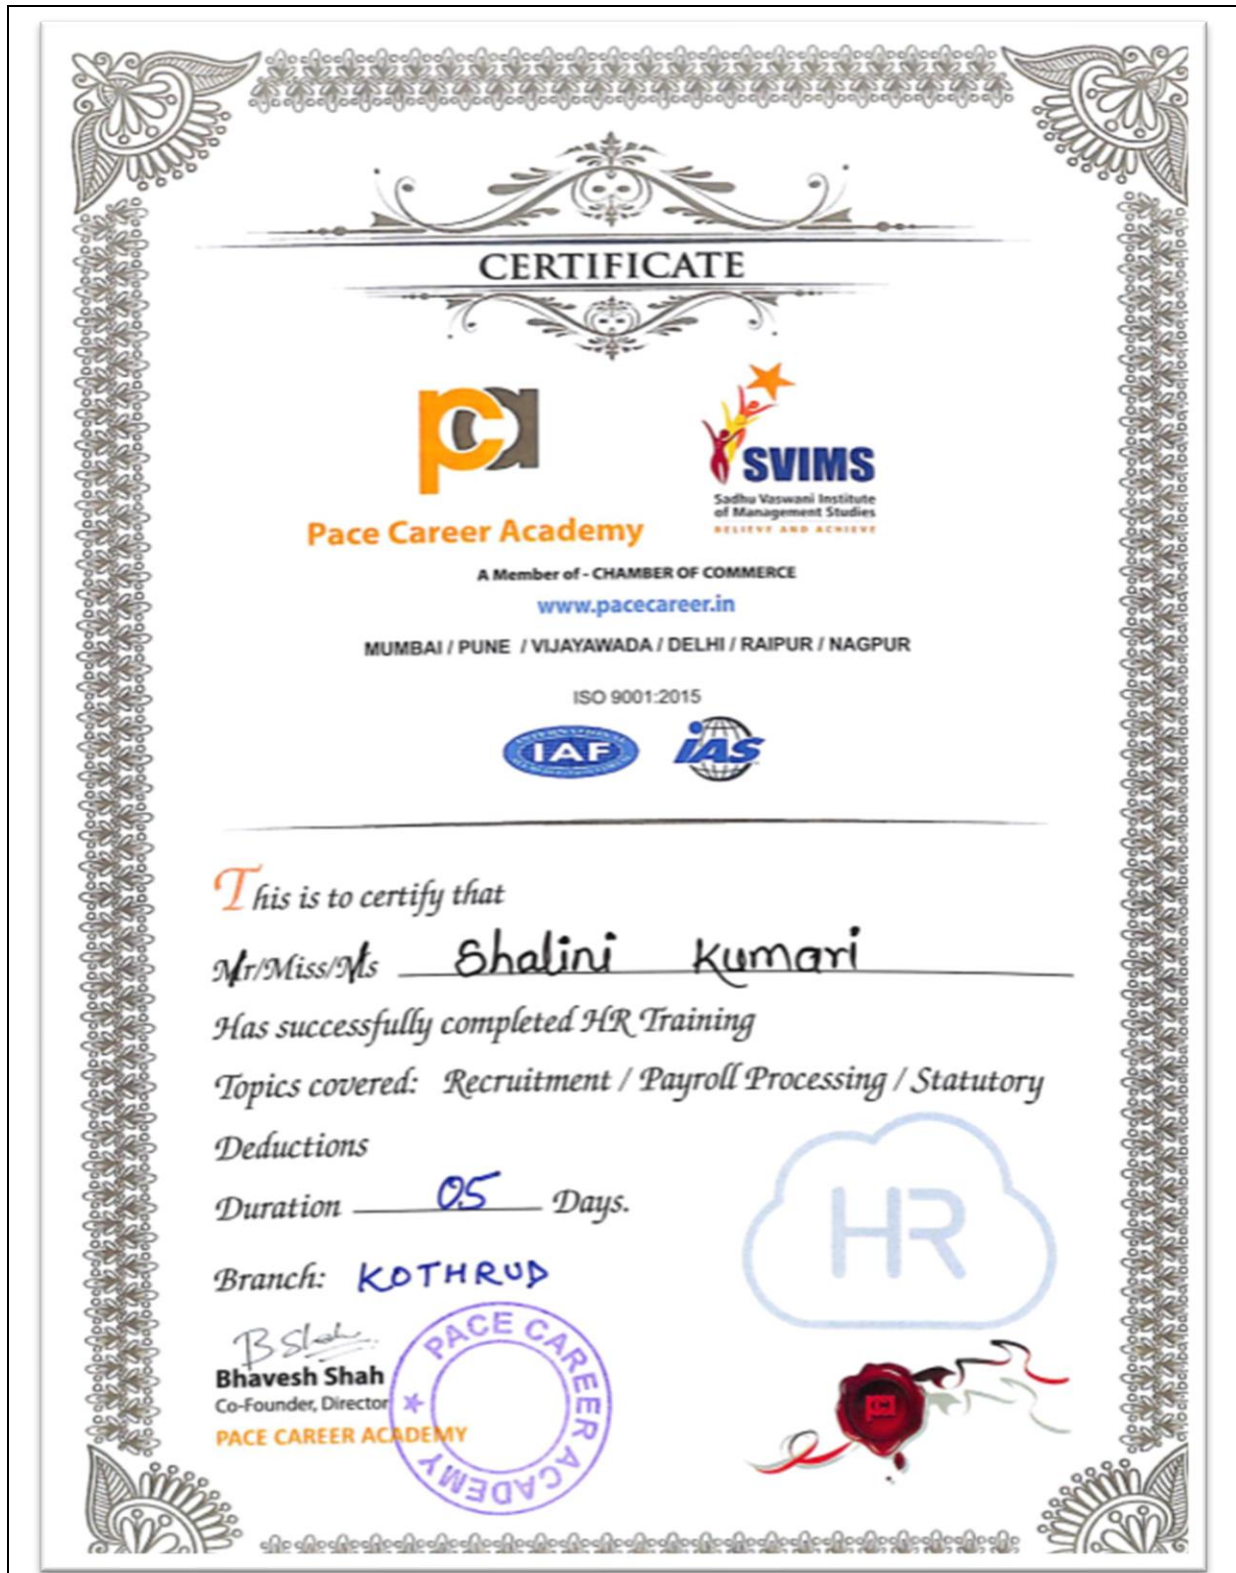 CERTIFICATE
pca
Pace Career Academy
SVIMS
Sadhu Vaswani Institute
of Management Studies
BELIEVE AND ACHIEVE
A Member of - CHAMBER OF COMMERCE
www.pacecareer.in
MUMBAI / PUNE / VIJAYAWADA / DELHI / RAIPUR / NAGPUR
ISO 9001:2015
IAF
IAS
This is to certify that
Mr/Miss/Ms Shalini Kumari
Has successfully completed HR Training
Topics covered: Recruitment / Payroll Processing / Statutory
Deductions
Duration 05 Days.
HR
Branch: KOTHRUD
B Shah
Bhavesh Shah
Co-Founder, Director
PACE CAREER ACADEMY
PACE CAREER ACADEMY
pca